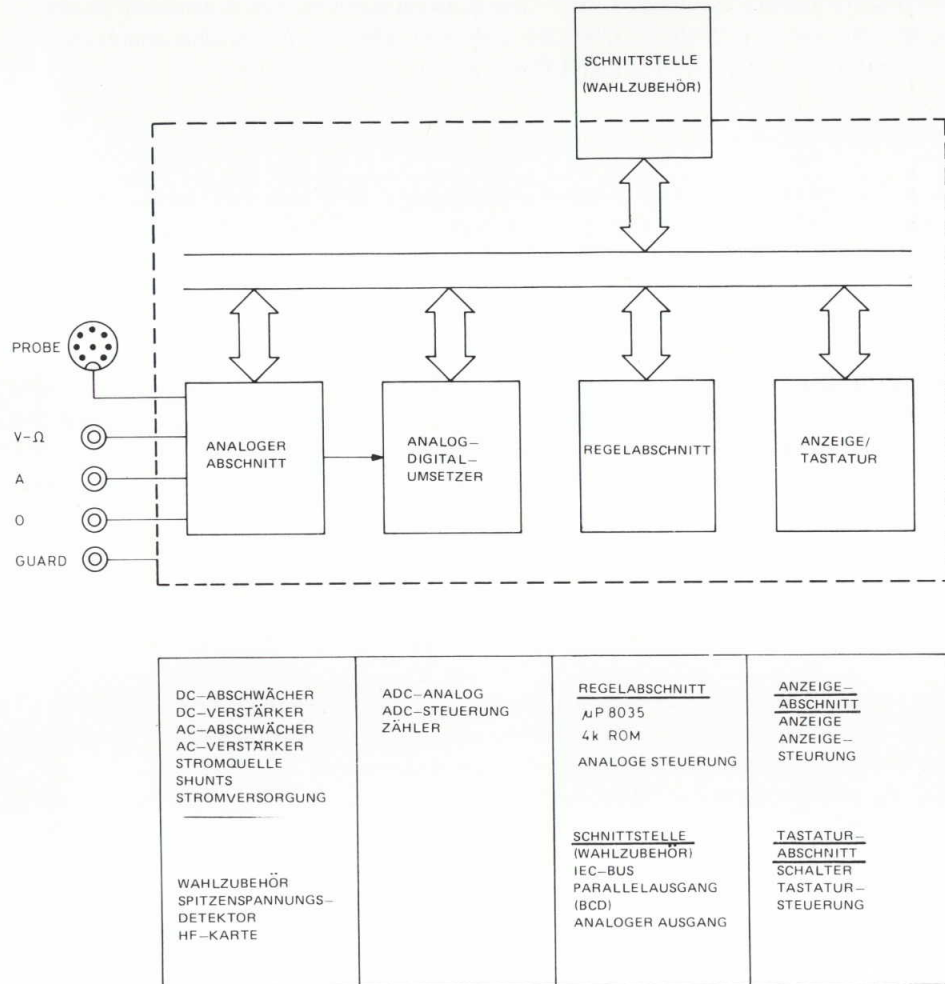 SCHNITTSTELLE
(WAHLZUBEHÖR)
PROBE
V–Ω
A
O
GUARD
ANALOGER
ABSCHNITT
ANALOG–
DIGITAL–
UMSETZER
REGELABSCHNITT
ANZEIGE/
TASTATUR
DC–ABSCHWÄCHER
DC–VERSTÄRKER
AC–ABSCHWÄCHER
AC–VERSTÄRKER
STROMQUELLE
SHUNTS
STROMVERSORGUNG
WAHLZUBEHÖR
SPITZENSPANNUNGS–
DETEKTOR
HF–KARTE
ADC–ANALOG
ADC–STEUERUNG
ZÄHLER
REGELABSCHNITT
µP 8035
4k ROM
ANALOGE STEUERUNG
SCHNITTSTELLE
(WAHLZUBEHÖR)
IEC–BUS
PARALLELAUSGANG
(BCD)
ANALOGER AUSGANG
ANZEIGE–
ABSCHNITT
ANZEIGE
ANZEIGE–
STEURUNG
TASTATUR–
ABSCHNITT
SCHALTER
TASTATUR–
STEUERUNG